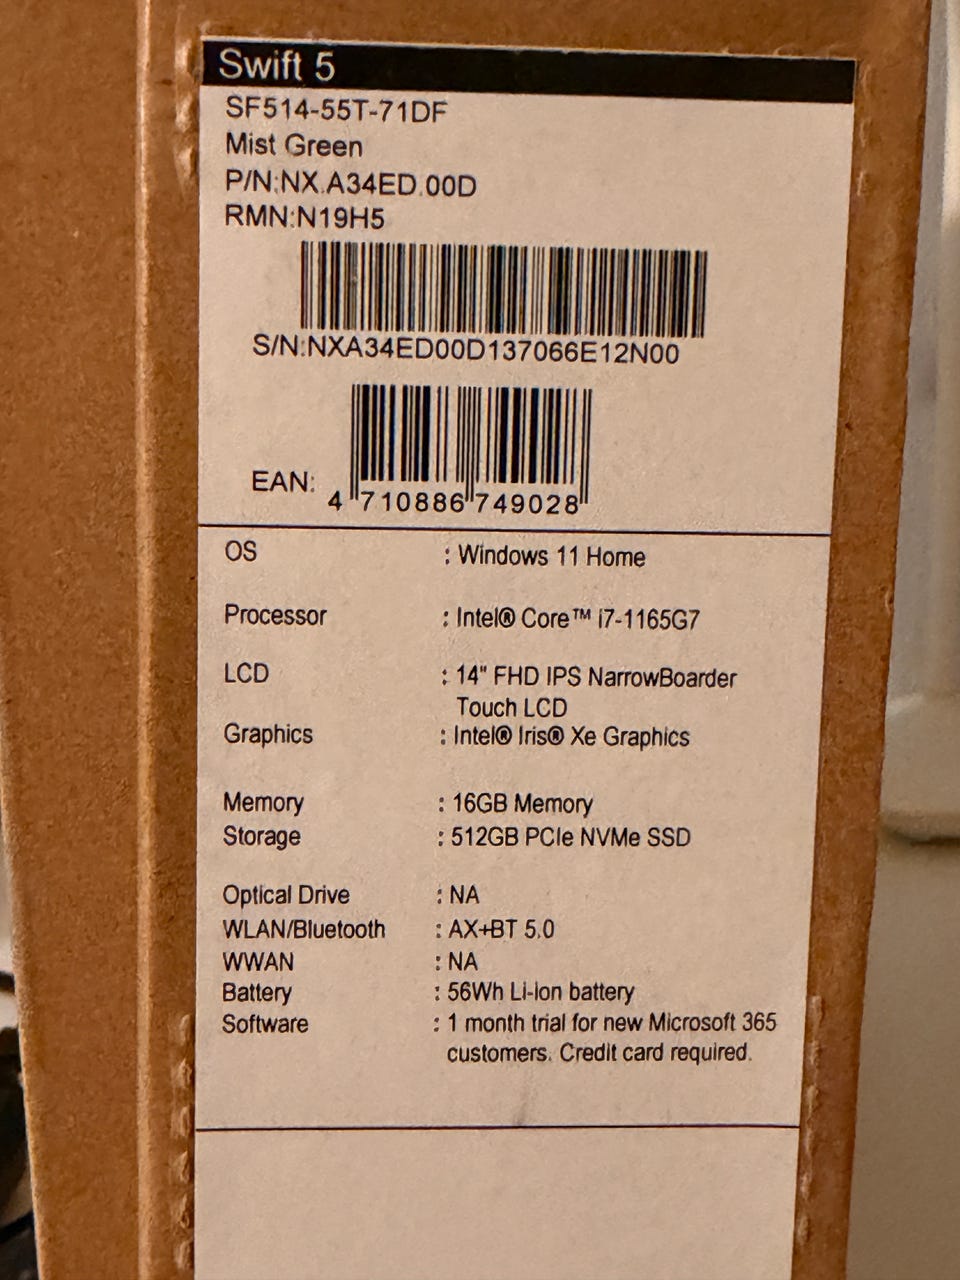 Swift 5
SF514-55T-71DF
Mist Green
P/N:NX.A34ED.00D
RMN:N19H5
S/N:NXA34ED00D137066E12N00
EAN: 4 710886 749028
OS : Windows 11 Home
Processor : Intel® Core™ i7-1165G7
LCD : 14" FHD IPS NarrowBoarder
Touch LCD
Graphics : Intel® Iris® Xe Graphics
Memory : 16GB Memory
Storage : 512GB PCIe NVMe SSD
Optical Drive : NA
WLAN/Bluetooth : AX+BT 5.0
WWAN : NA
Battery : 56Wh Li-ion battery
Software : 1 month trial for new Microsoft 365
customers. Credit card required.